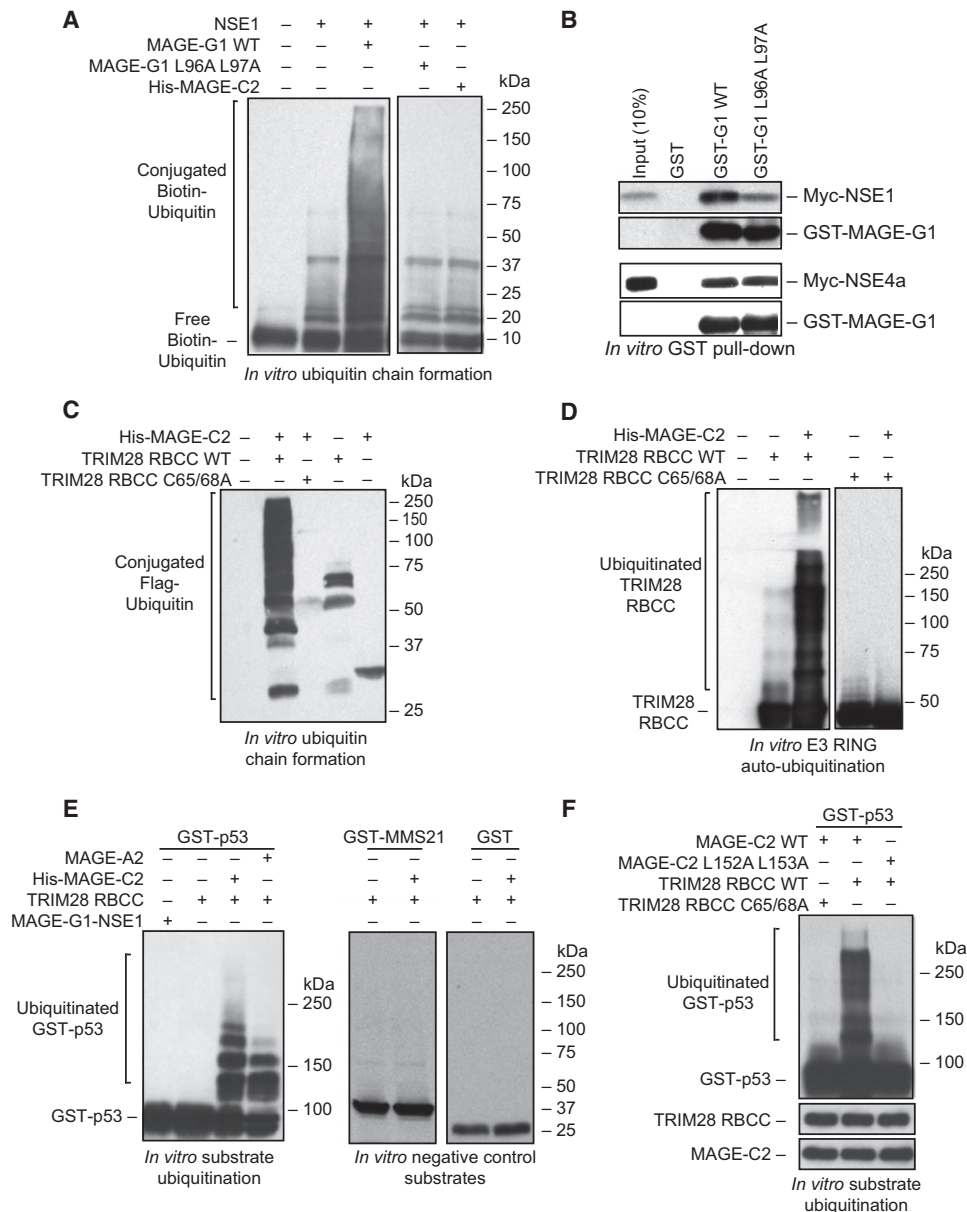 A
NSE1 – + + + +
MAGE-G1 WT – – + – –
MAGE-G1 L96A L97A – – – + –
His-MAGE-C2 – – – – +
kDa
– 250
– 150
– 100
– 75
– 50
– 37
– 25
– 20
– 10
Conjugated
Biotin-
Ubiquitin
Free
Biotin- –
Ubiquitin
In vitro ubiquitin chain formation
B
Input (10%)
GST
GST-G1 WT
GST-G1 L96A L97A
– Myc-NSE1
– GST-MAGE-G1
– Myc-NSE4a
– GST-MAGE-G1
In vitro GST pull-down
C
His-MAGE-C2 – + + – +
TRIM28 RBCC WT – + – + –
TRIM28 RBCC C65/68A – – + – –
kDa
– 250
– 150
– 100
– 75
– 50
– 37
– 25
Conjugated
Flag-
Ubiquitin
In vitro ubiquitin
chain formation
D
His-MAGE-C2 – – + – +
TRIM28 RBCC WT – + + – –
TRIM28 RBCC C65/68A – – – + +
kDa
– 250
– 150
– 100
– 75
– 50
Ubiquitinated
TRIM28
RBCC
TRIM28 –
RBCC
In vitro E3 RING
auto-ubiquitination
E
GST-p53
MAGE-A2 – – – +
His-MAGE-C2 – – + –
TRIM28 RBCC – + + +
MAGE-G1-NSE1 + – – –
kDa
– 250
– 150
– 100
Ubiquitinated
GST-p53
GST-p53 –
In vitro substrate
ubiquitination
GST-MMS21 GST
– – – –
– + – +
+ + + +
– – – –
kDa
– 250
– 150
– 100
– 75
– 50
– 37
– 25
In vitro negative control
substrates
F
GST-p53
MAGE-C2 WT + + –
MAGE-C2 L152A L153A – – +
TRIM28 RBCC WT – + +
TRIM28 RBCC C65/68A + – –
kDa
– 250
– 150
– 100
Ubiquitinated
GST-p53
GST-p53 –
TRIM28 RBCC –
MAGE-C2 –
In vitro substrate
ubiquitination